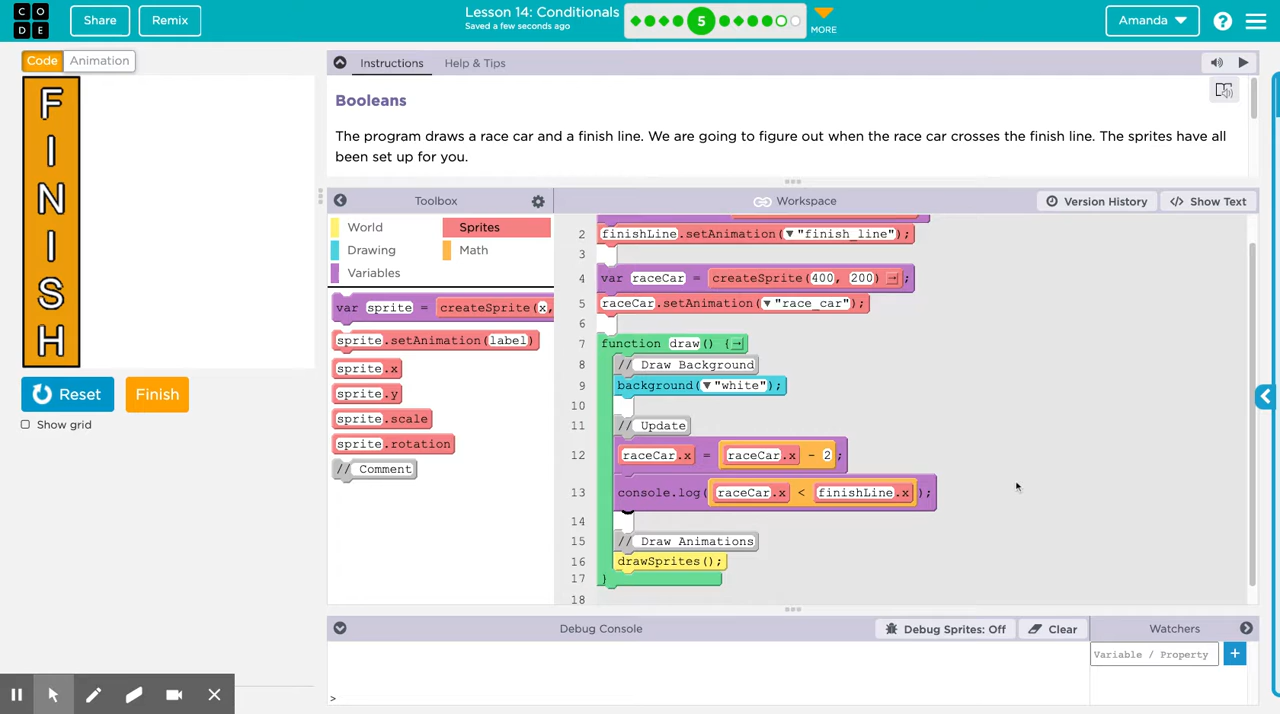 CODE
Share
Remix
Lesson 14: Conditionals
Saved a few seconds ago
5
MORE
Amanda
?
Code
Animation
FINISH
Reset
Finish
Show grid
Instructions
Help & Tips
Booleans
The program draws a race car and a finish line. We are going to figure out when the race car crosses the finish line. The sprites have all
been set up for you.
Toolbox
Workspace
Version History
</> Show Text
World
Sprites
Drawing
Math
Variables
var sprite = createSprite(x,
sprite.setAnimation(label)
sprite.x
sprite.y
sprite.scale
sprite.rotation
// Comment
2 finishLine.setAnimation( "finish_line");
3
4 var raceCar = createSprite(400, 200) ;
5 raceCar.setAnimation( "race_car");
6
7 function draw() {
8 // Draw Background
9 background( "white");
10
11 // Update
12 raceCar.x = raceCar.x - 2;
13 console.log( raceCar.x < finishLine.x );
14
15 // Draw Animations
16 drawSprites();
17 }
18
Debug Console
Debug Sprites: Off
Clear
Watchers
Variable / Property
+
>